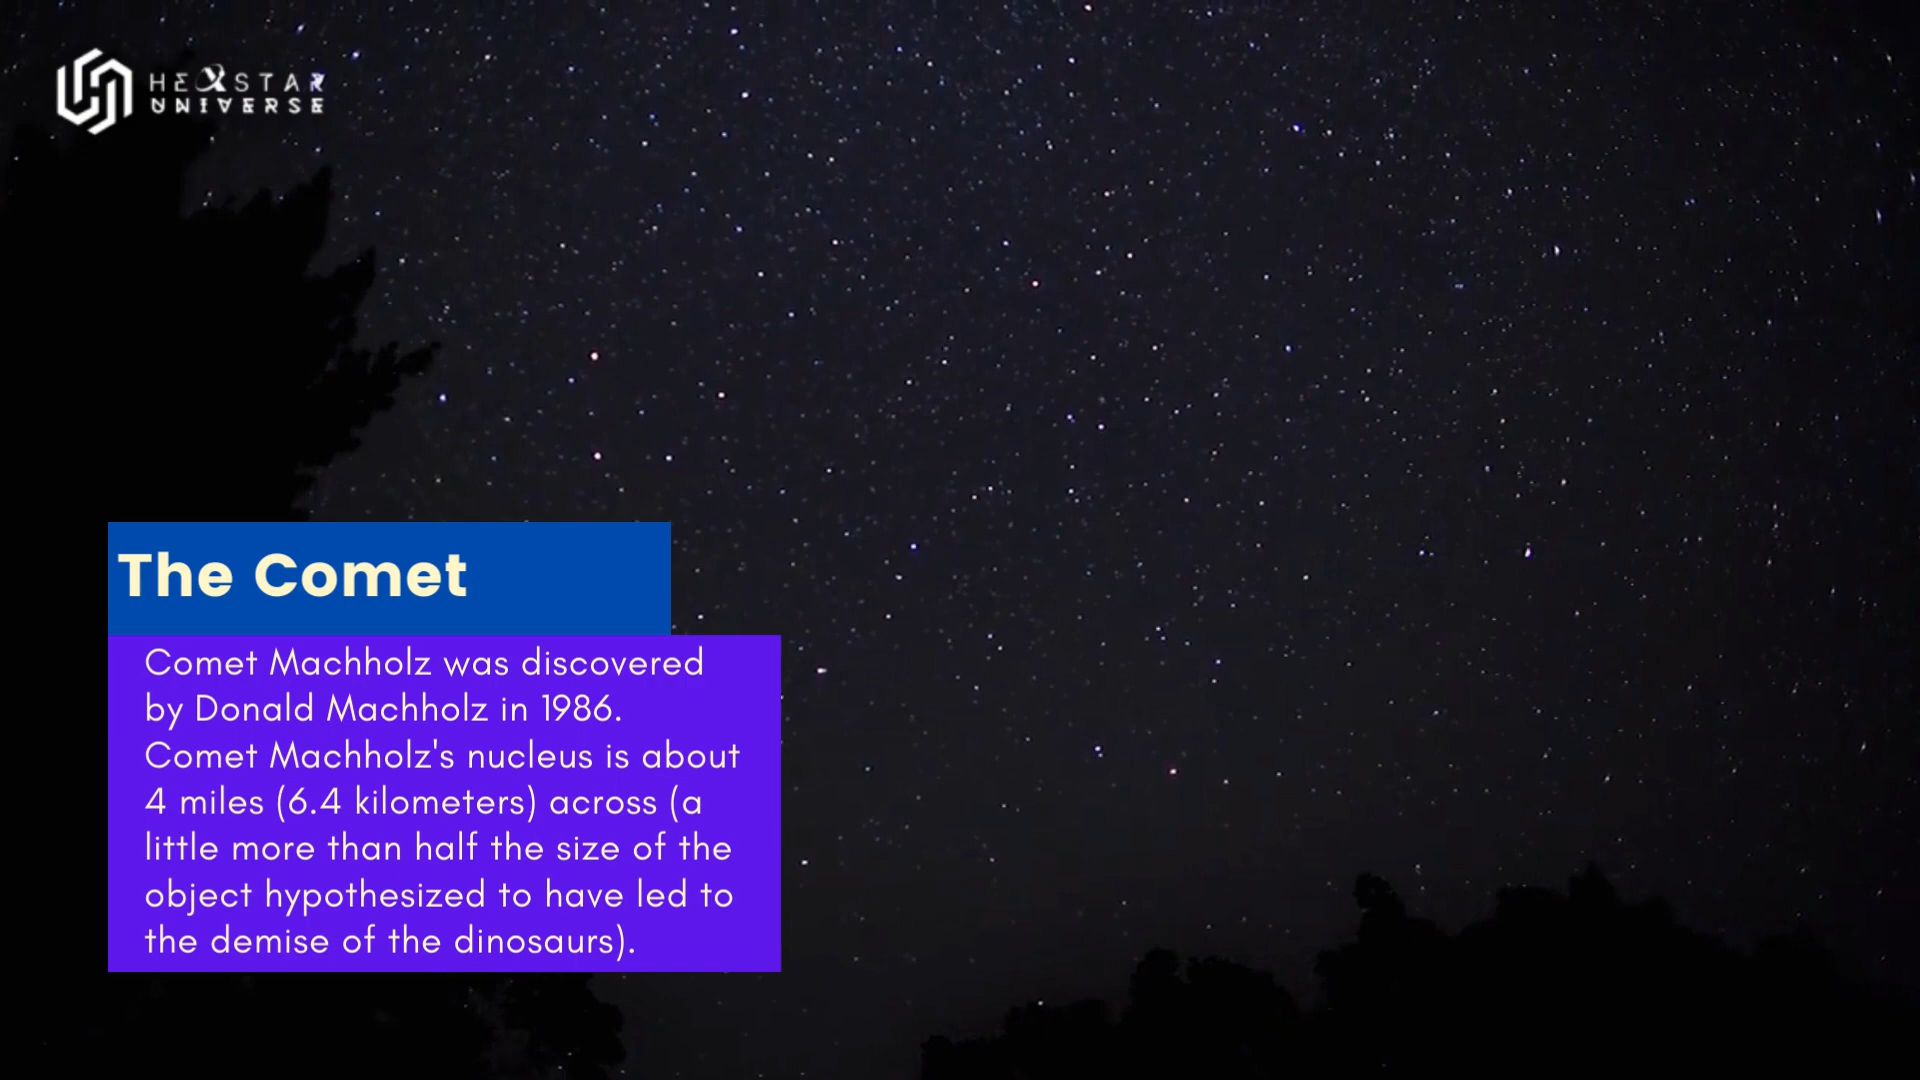 HEXSTAR
UNIVERSE
The Comet
Comet Machholz was discovered
by Donald Machholz in 1986.
Comet Machholz's nucleus is about
4 miles (6.4 kilometers) across (a
little more than half the size of the
object hypothesized to have led to
the demise of the dinosaurs).